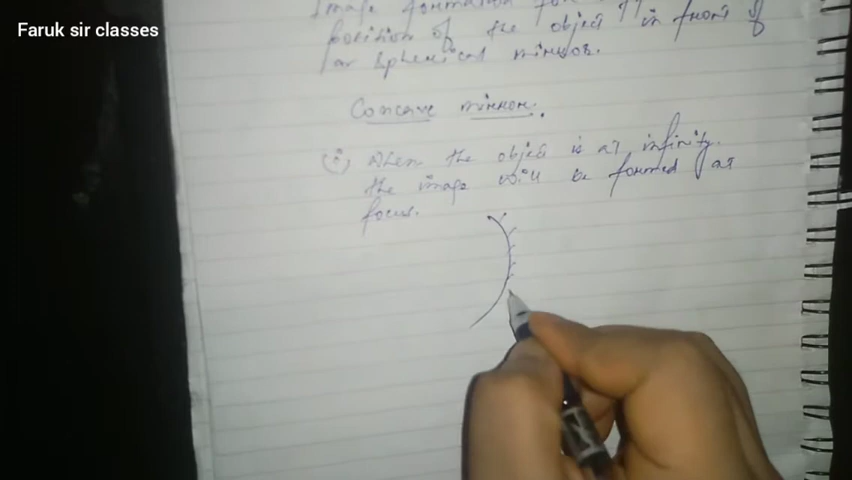 Faruk sir classes
Image formation for
position of the object in front of
a spherical mirror.
Concave mirror:
(i) When the object is at infinity.
the image will be formed at
focus.